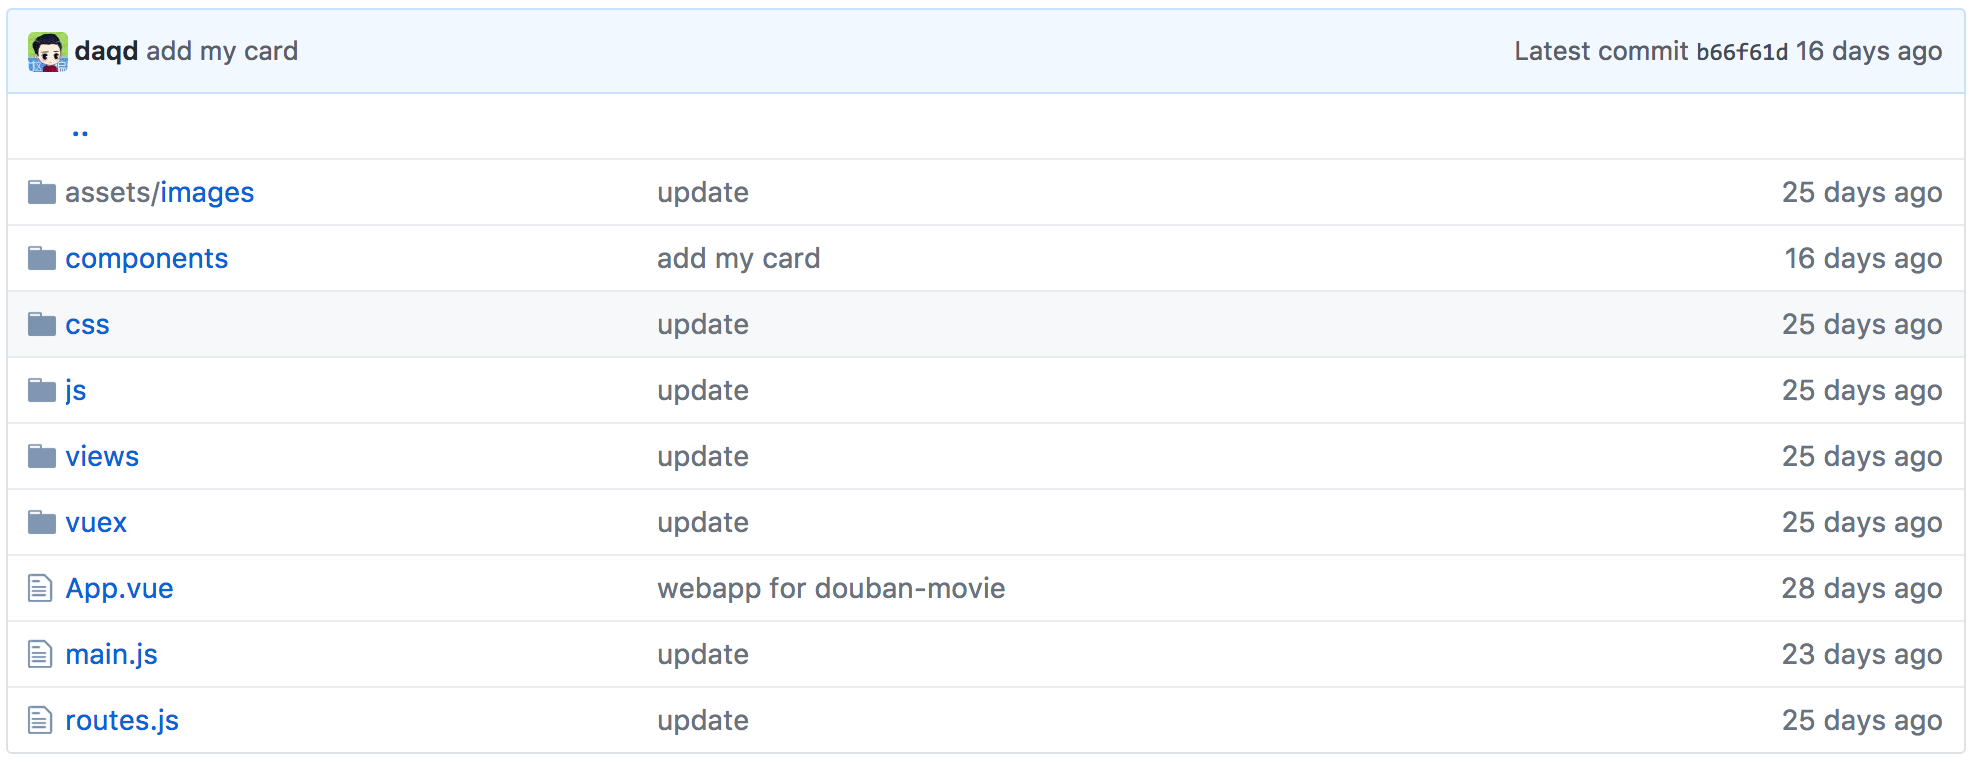 daqd add my card Latest commit b66f61d 16 days ago
..
assets/images update 25 days ago
components add my card 16 days ago
css update 25 days ago
js update 25 days ago
views update 25 days ago
vuex update 25 days ago
App.vue webapp for douban-movie 28 days ago
main.js update 23 days ago
routes.js update 25 days ago